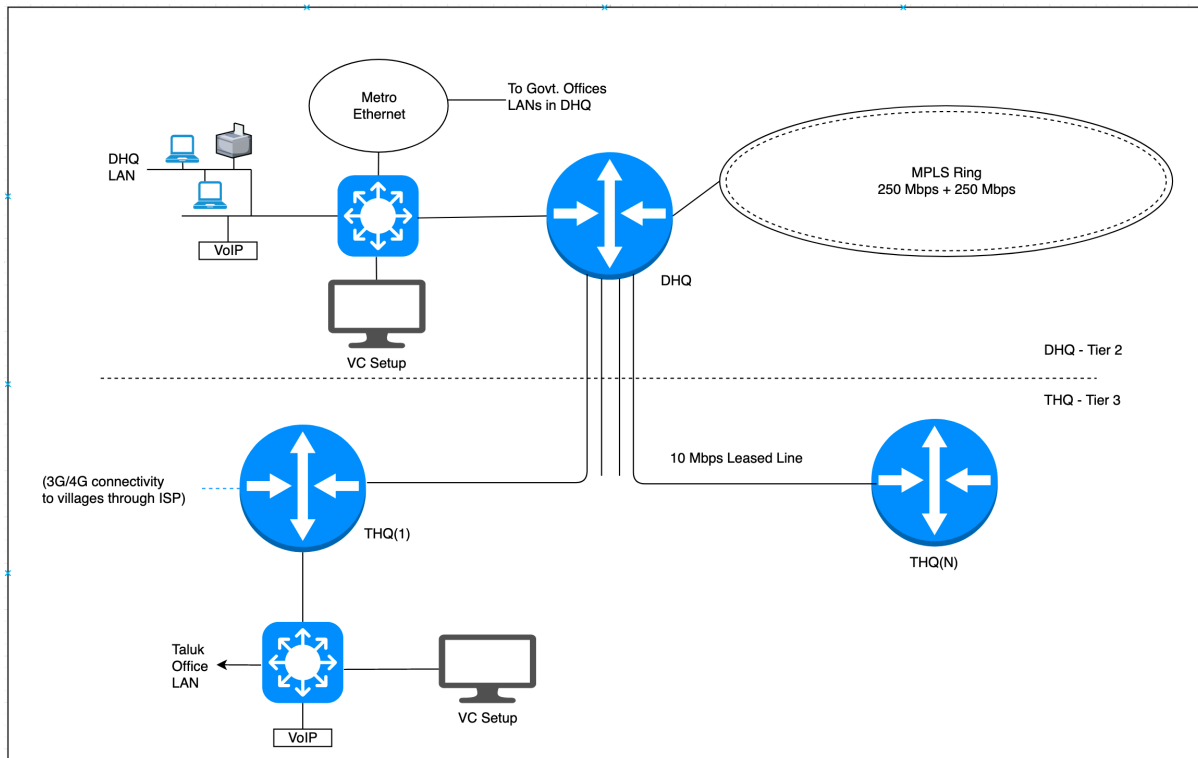 Metro
Ethernet
To Govt. Offices
LANs in DHQ
DHQ
LAN
VoIP
VC Setup
DHQ
MPLS Ring
250 Mbps + 250 Mbps
DHQ - Tier 2
THQ - Tier 3
(3G/4G connectivity
to villages through ISP)
THQ(1)
10 Mbps Leased Line
THQ(N)
Taluk
Office
LAN
VoIP
VC Setup